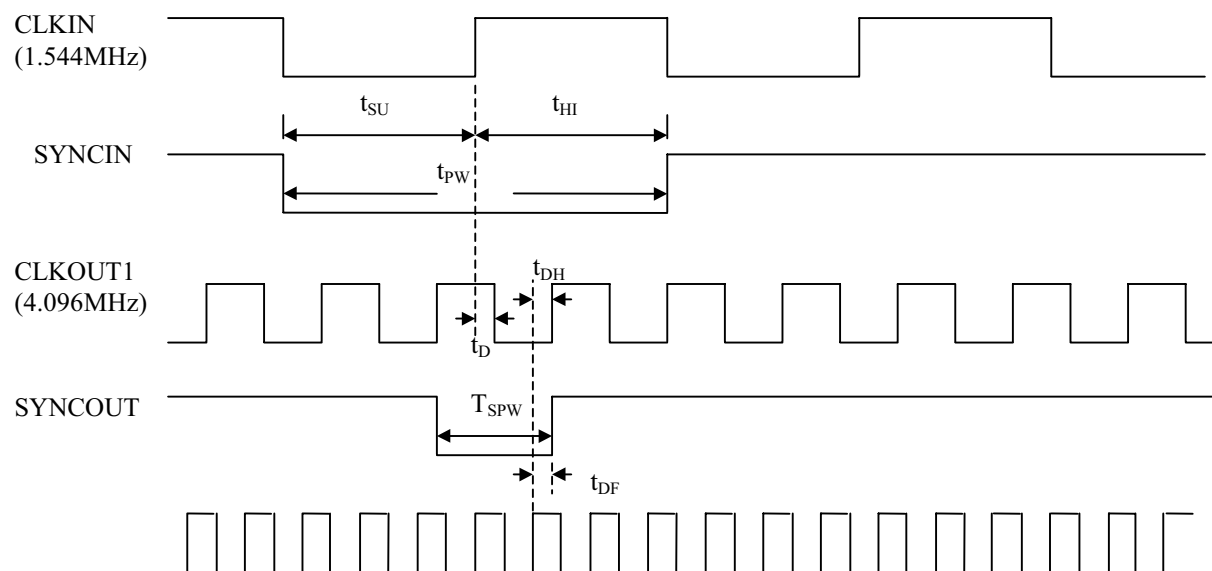 CLKIN
(1.544MHz)
tSU tHI
SYNCIN
tPW
CLKOUT1
(4.096MHz)
tDH
tD
SYNCOUT
TSPW
tDF